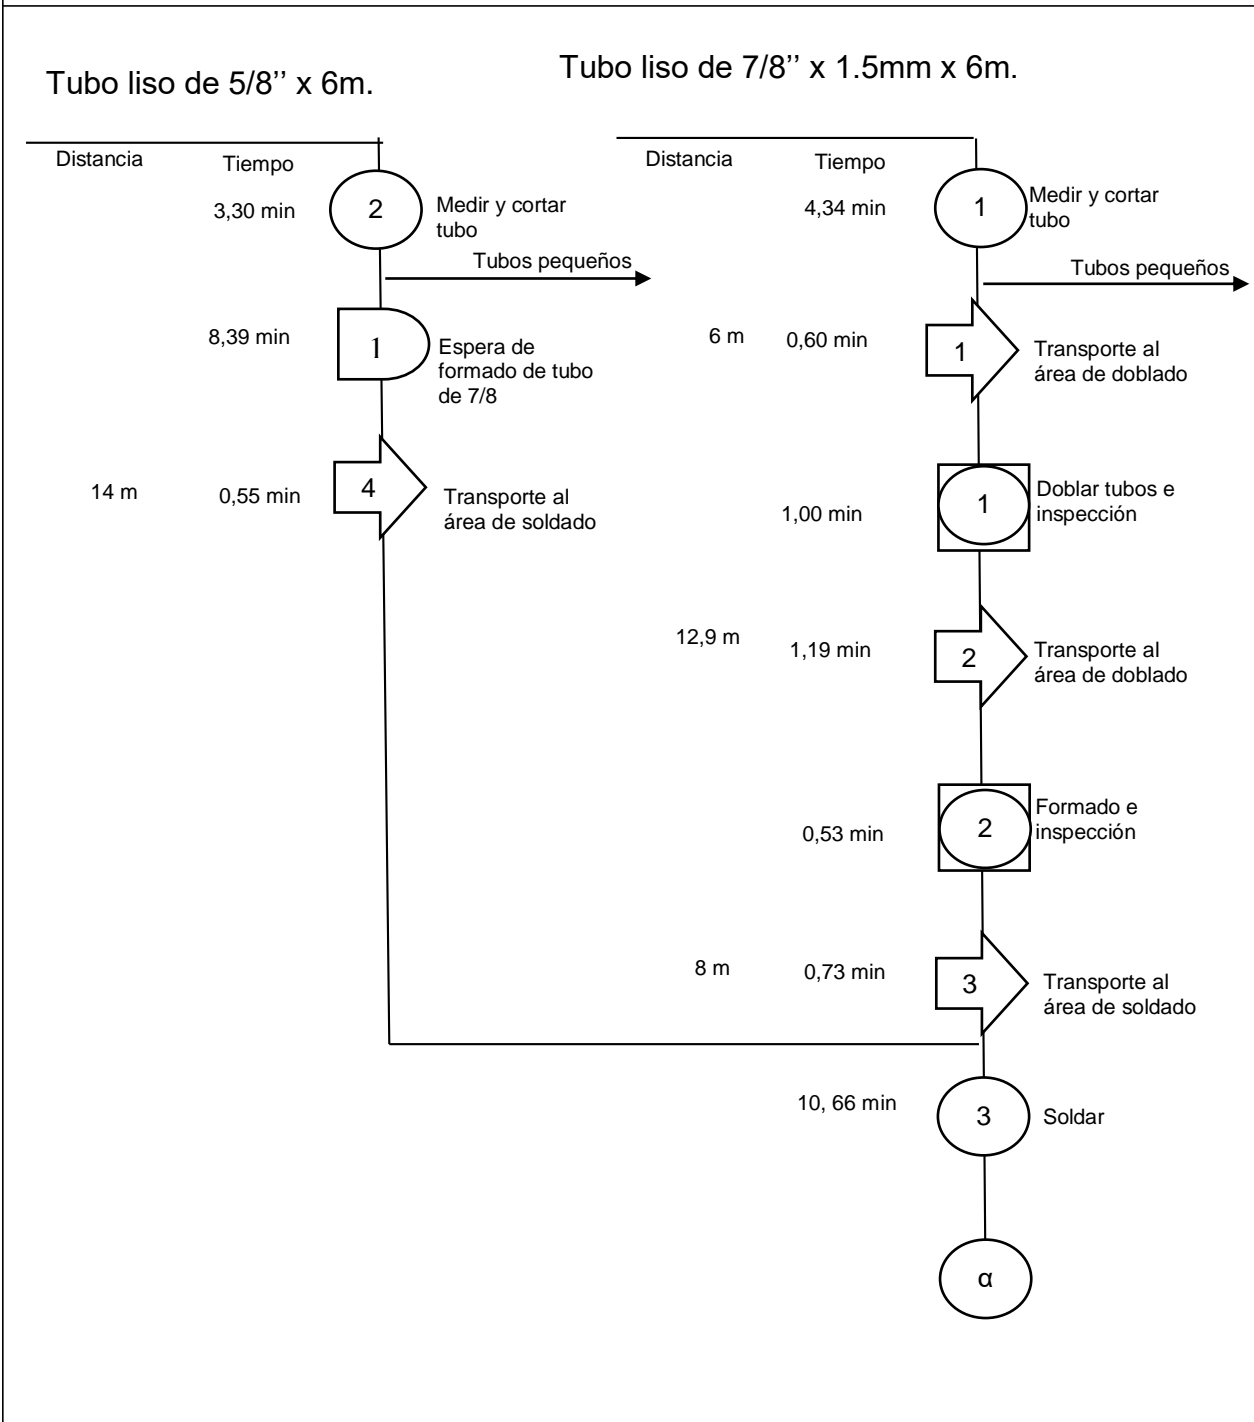 Tubo liso de 5/8’’ x 6m.
Distancia
Tiempo
3,30 min
2
Medir y cortar
tubo
Tubos pequeños
8,39 min
1
Espera de
formado de tubo
de 7/8
14 m
0,55 min
4
Transporte al
área de soldado
Tubo liso de 7/8’’ x 1.5mm x 6m.
Distancia
Tiempo
4,34 min
1
Medir y cortar
tubo
Tubos pequeños
6 m
0,60 min
1
Transporte al
área de doblado
1,00 min
1
Doblar tubos e
inspección
12,9 m
1,19 min
2
Transporte al
área de doblado
0,53 min
2
Formado e
inspección
8 m
0,73 min
3
Transporte al
área de soldado
10, 66 min
3
Soldar
α